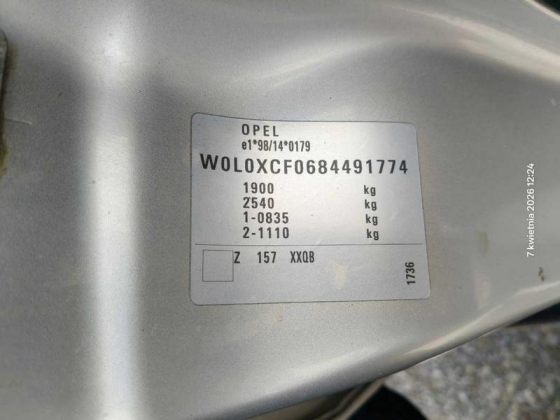 OPEL
e1*98/14*0179
W0L0XCF0684491774
1900 kg
2540 kg
1-0835 kg
2-1110 kg
Z 157 XXQB
1736
7 kwietnia 2026 12:24